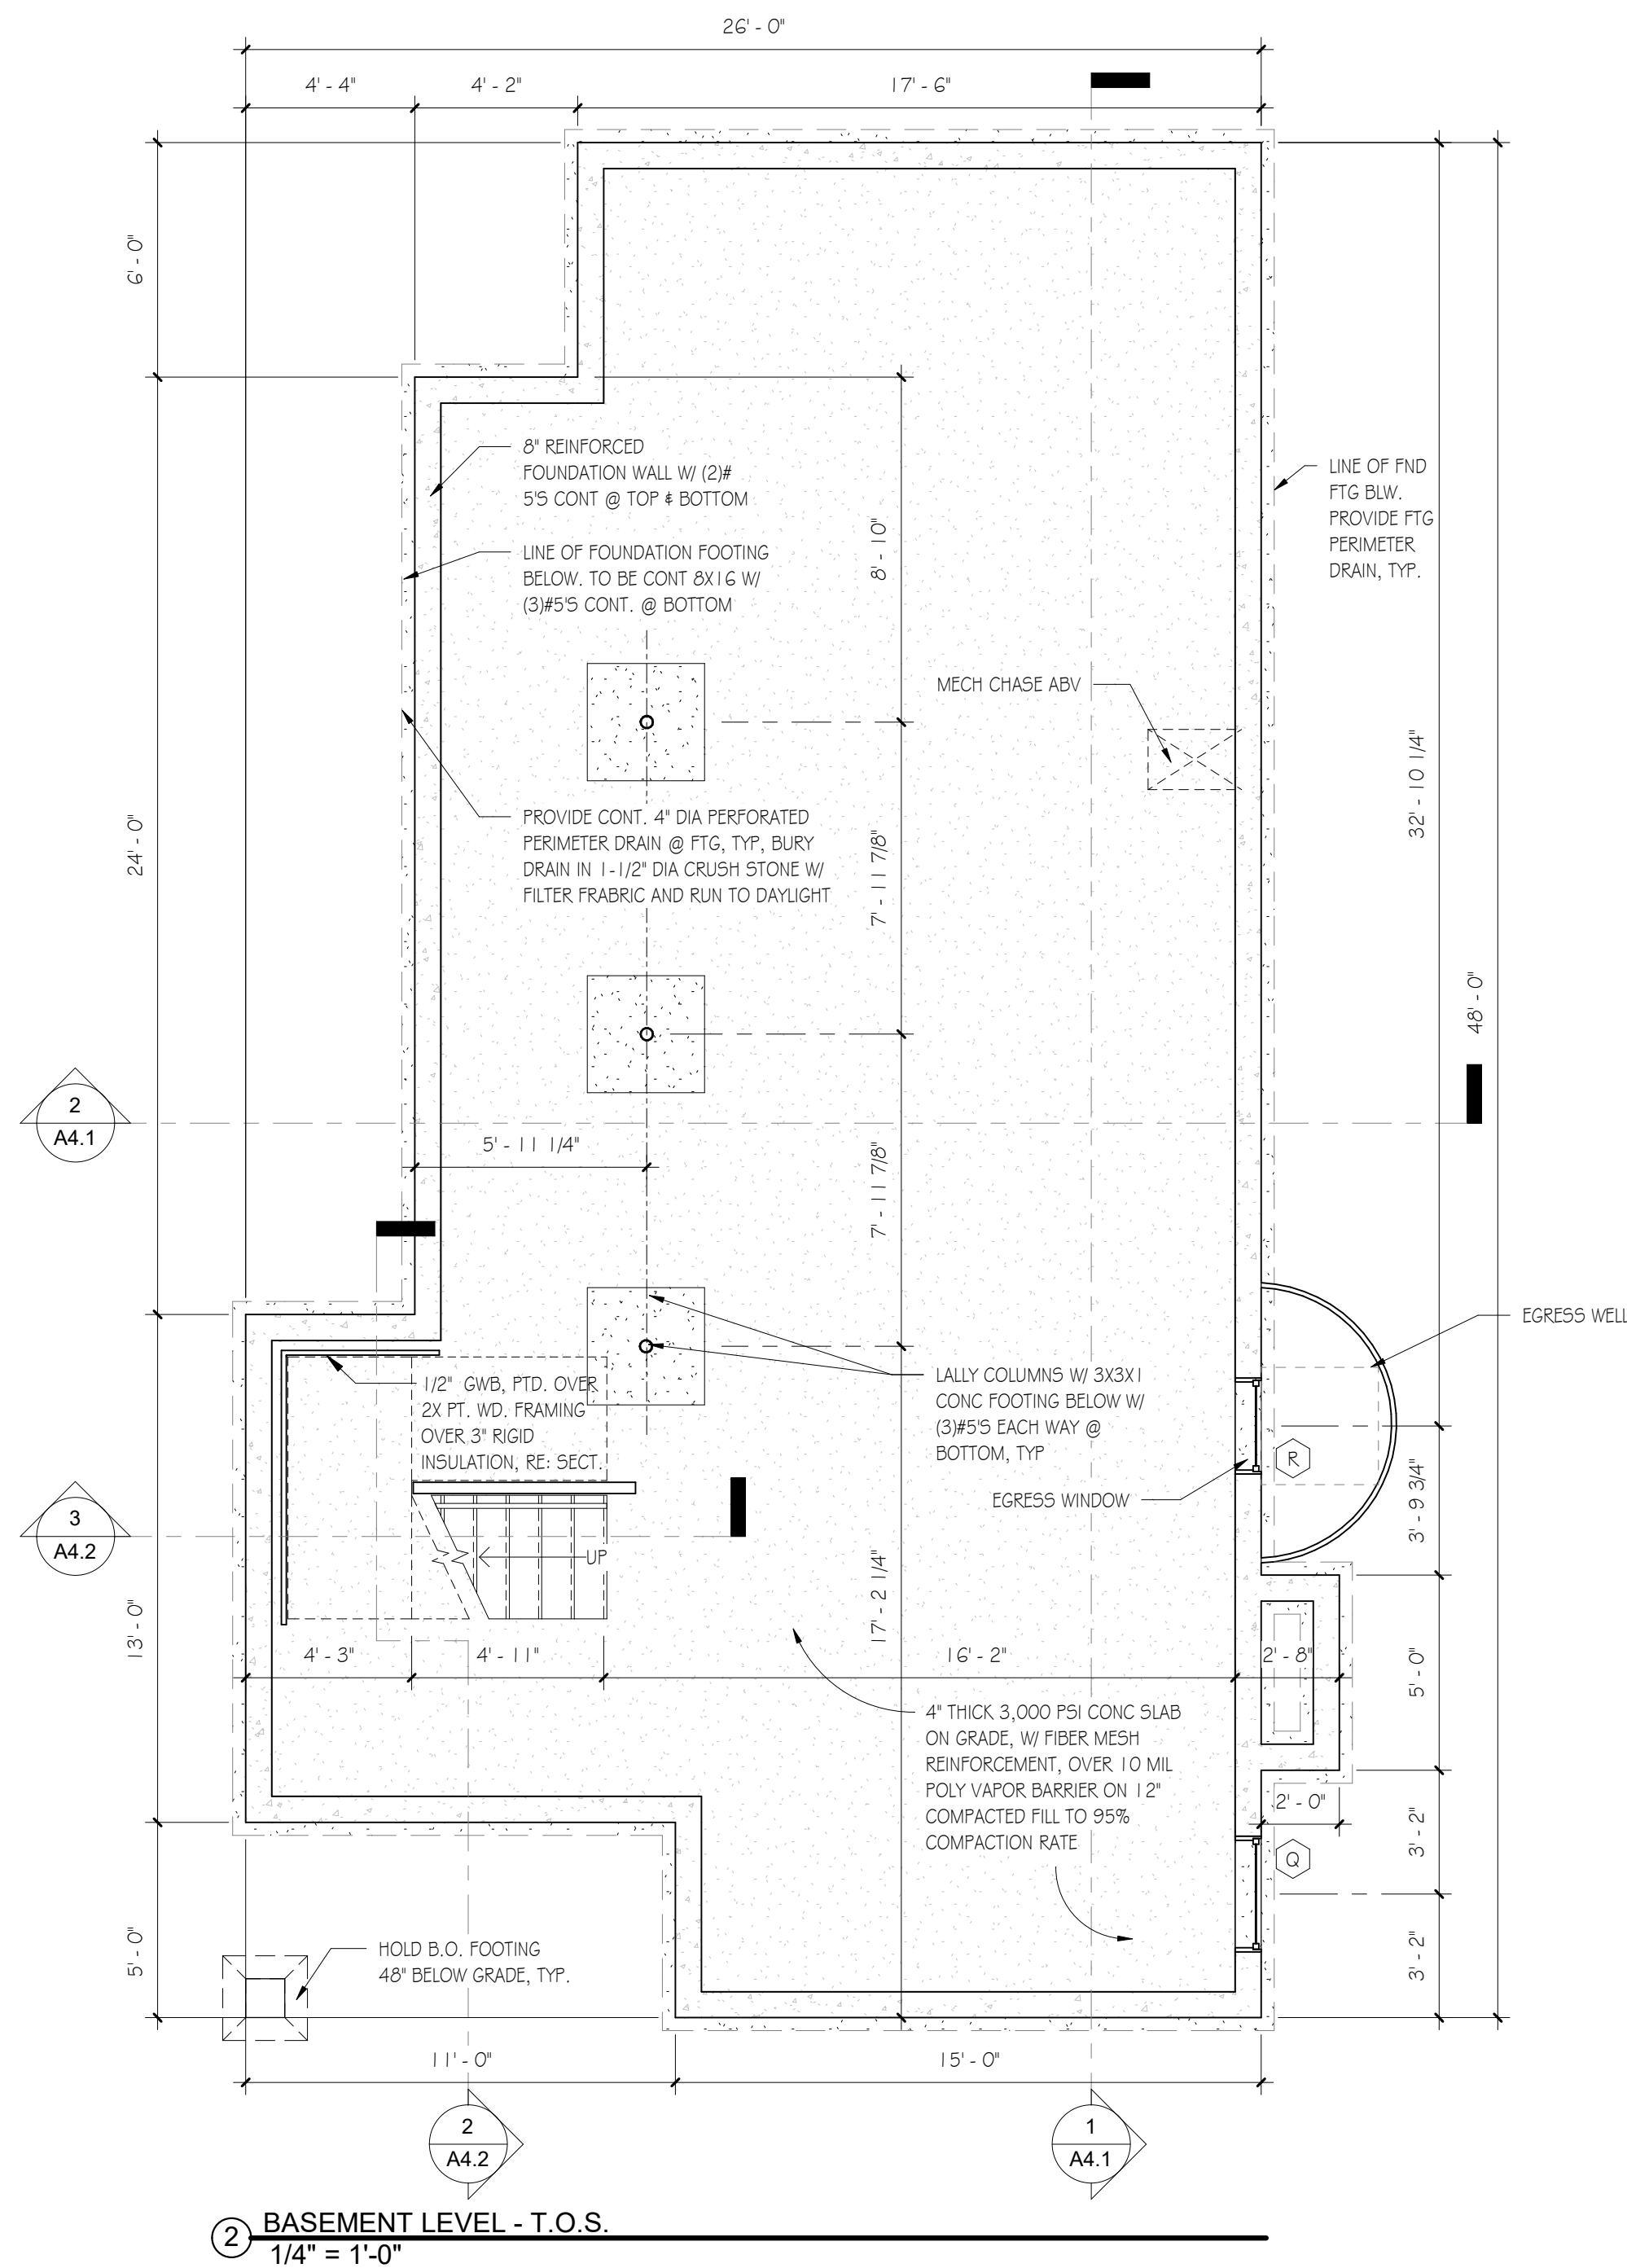 26' - 0"
4' - 4"
4' - 2"
17' - 6"
6' - 0"
24' - 0"
13' - 0"
5' - 0"
8" REINFORCED
FOUNDATION WALL W/ (2)#
5'S CONT @ TOP & BOTTOM
LINE OF FOUNDATION FOOTING
BELOW. TO BE CONT 8X16 W/
(3)#5'S CONT. @ BOTTOM
8' - 10"
LINE OF FND
FTG BLW.
PROVIDE FTG
PERIMETER
DRAIN, TYP.
MECH CHASE ABV
32' - 10 1/4"
PROVIDE CONT. 4" DIA PERFORATED
PERIMETER DRAIN @ FTG, TYP, BURY
DRAIN IN 1-1/2" DIA CRUSH STONE W/
FILTER FRABRIC AND RUN TO DAYLIGHT
7' - 11 7/8"
48' - 0"
2
A4.1
5' - 11 1/4"
7' - 11 7/8"
EGRESS WELL
1/2" GWB, PTD. OVER
2X PT. WD. FRAMING
OVER 3" RIGID
INSULATION, RE: SECT.
LALLY COLUMNS W/ 3X3X1
CONC FOOTING BELOW W/
(3)#5'S EACH WAY @
BOTTOM, TYP
R
EGRESS WINDOW
3' - 9 3/4"
3
A4.2
UP
17' - 2 1/4"
4' - 3"
4' - 11"
16' - 2"
2' - 8"
5' - 0"
4" THICK 3,000 PSI CONC SLAB
ON GRADE, W/ FIBER MESH
REINFORCEMENT, OVER 10 MIL
POLY VAPOR BARRIER ON 12"
COMPACTED FILL TO 95%
COMPACTION RATE
2' - 0"
3' - 2"
Q
3' - 2"
HOLD B.O. FOOTING
48" BELOW GRADE, TYP.
11' - 0"
15' - 0"
2
A4.2
1
A4.1
2
BASEMENT LEVEL - T.O.S.
1/4" = 1'-0"